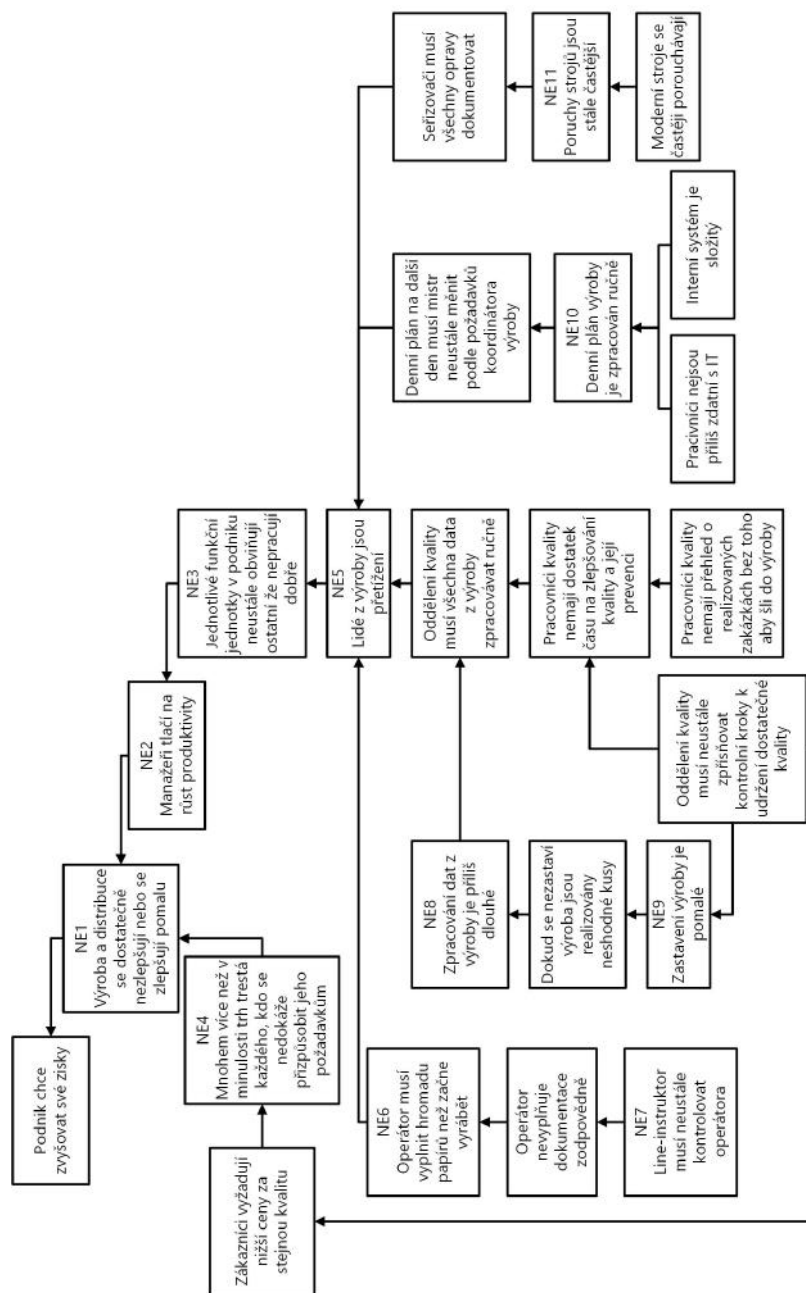 Podnik chce
zvyšovat své zisky
NE1
Výroba a distribuce
se dostatečně
nezlepšují nebo se
zlepšují pomalu
NE2
Manažeři tlačí na
růst produktivity
NE3
Jednotlivé funkční
jednotky v podniku
neustále obviňují
ostatní že nepracují
dobře
Zákazníci vyžadují
nižší ceny za
stejnou kvalitu
NE4
Mnohem více než v
minulosti trh trestá
každého, kdo se
nedokáže
přizpůsobit jeho
požadavkům
NE5
Lidé z výroby jsou
přetížení
NE6
Operátor musí
vyplnit hromadu
papírů než začne
vyrábět
NE8
Zpracování dat z
výroby je příliš
dlouhé
Oddělení kvality
musí všechna data
z výroby
zpracovávat ručně
Denní plán na další
den musí mistr
neustále měnit
podle požadavků
koordinátora
výroby
Seřizovači musí
všechny opravy
dokumentovat
Operátor
nevyplňuje
dokumentace
zodpovědně
Dokud se nezastaví
výroba jsou
realizovány
neshodné kusy
Pracovníci kvality
nemají dostatek
času na zlepšování
kvality a její
prevenci
NE10
Denní plán výroby
je zpracován ručně
NE11
Poruchy strojů jsou
stále častější
NE7
Line-instruktor
musí neustále
kontrolovat
operátora
NE9
Zastavení výroby je
pomalé
Oddělení kvality
musí neustále
zpřísňovat
kontrolní kroky k
udržení dostatečné
kvality
Pracovníci kvality
nemají přehled o
realizovaných
zakázkách bez toho
aby šli do výroby
Pracivníci nejsou
příliš zdatní s IT
Interní systém je
složitý
Moderní stroje se
častěji porouchávají